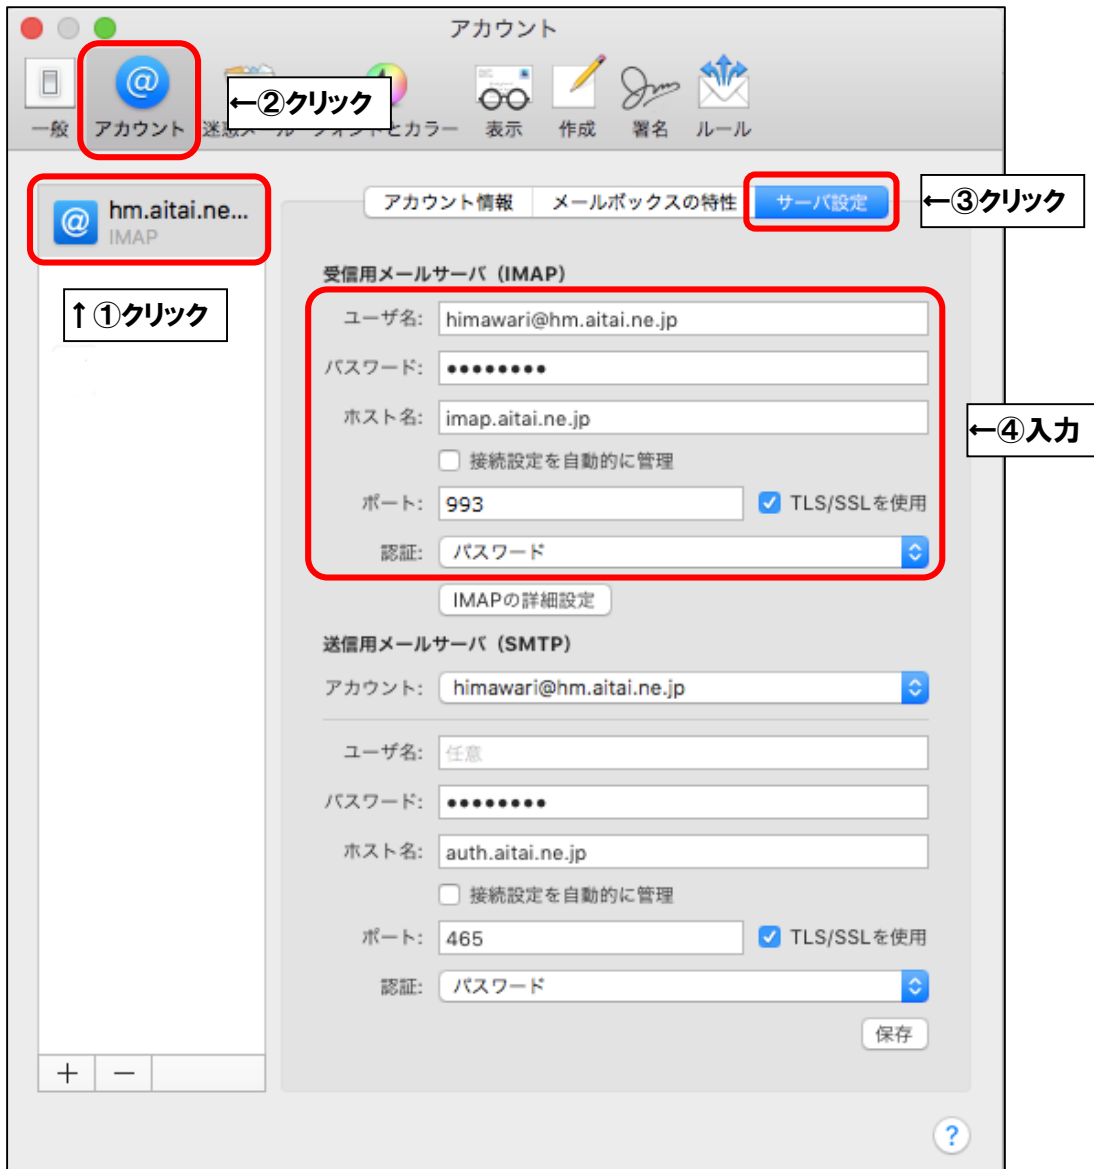 アカウント
一般 アカウント 迷惑メール フォントとカラー 表示 作成 署名 ルール
←②クリック
hm.aitai.ne...
IMAP
↑①クリック
アカウント情報 メールボックスの特性 サーバ設定
←③クリック
受信用メールサーバ（IMAP）
ユーザ名: himawari@hm.aitai.ne.jp
パスワード: ••••••••
ホスト名: imap.aitai.ne.jp
←④入力
接続設定を自動的に管理
ポート: 993 TLS/SSLを使用
認証: パスワード
IMAPの詳細設定
送信用メールサーバ（SMTP）
アカウント: himawari@hm.aitai.ne.jp
ユーザ名: 任意
パスワード: ••••••••
ホスト名: auth.aitai.ne.jp
接続設定を自動的に管理
ポート: 465 TLS/SSLを使用
認証: パスワード
保存
+ −
?